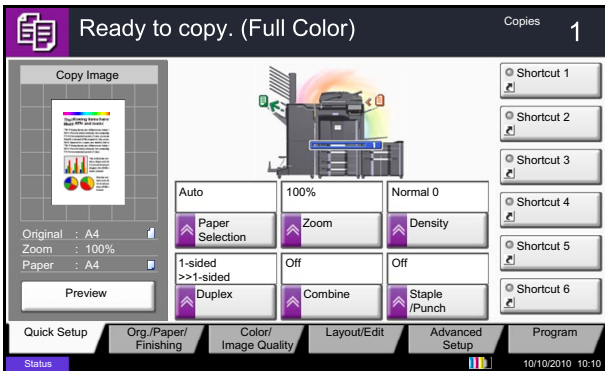 Ready to copy. (Full Color)
Copies 1
Copy Image
Original : A4
Zoom : 100%
Paper : A4
Preview
1
Auto
Paper
Selection
100%
Zoom
Normal 0
Density
1-sided
>>1-sided
Duplex
Off
Combine
Off
Staple
/Punch
Shortcut 1
Shortcut 2
Shortcut 3
Shortcut 4
Shortcut 5
Shortcut 6
Quick Setup
Org./Paper/
Finishing
Color/
Image Quality
Layout/Edit
Advanced
Setup
Program
Status
10/10/2010 10:10